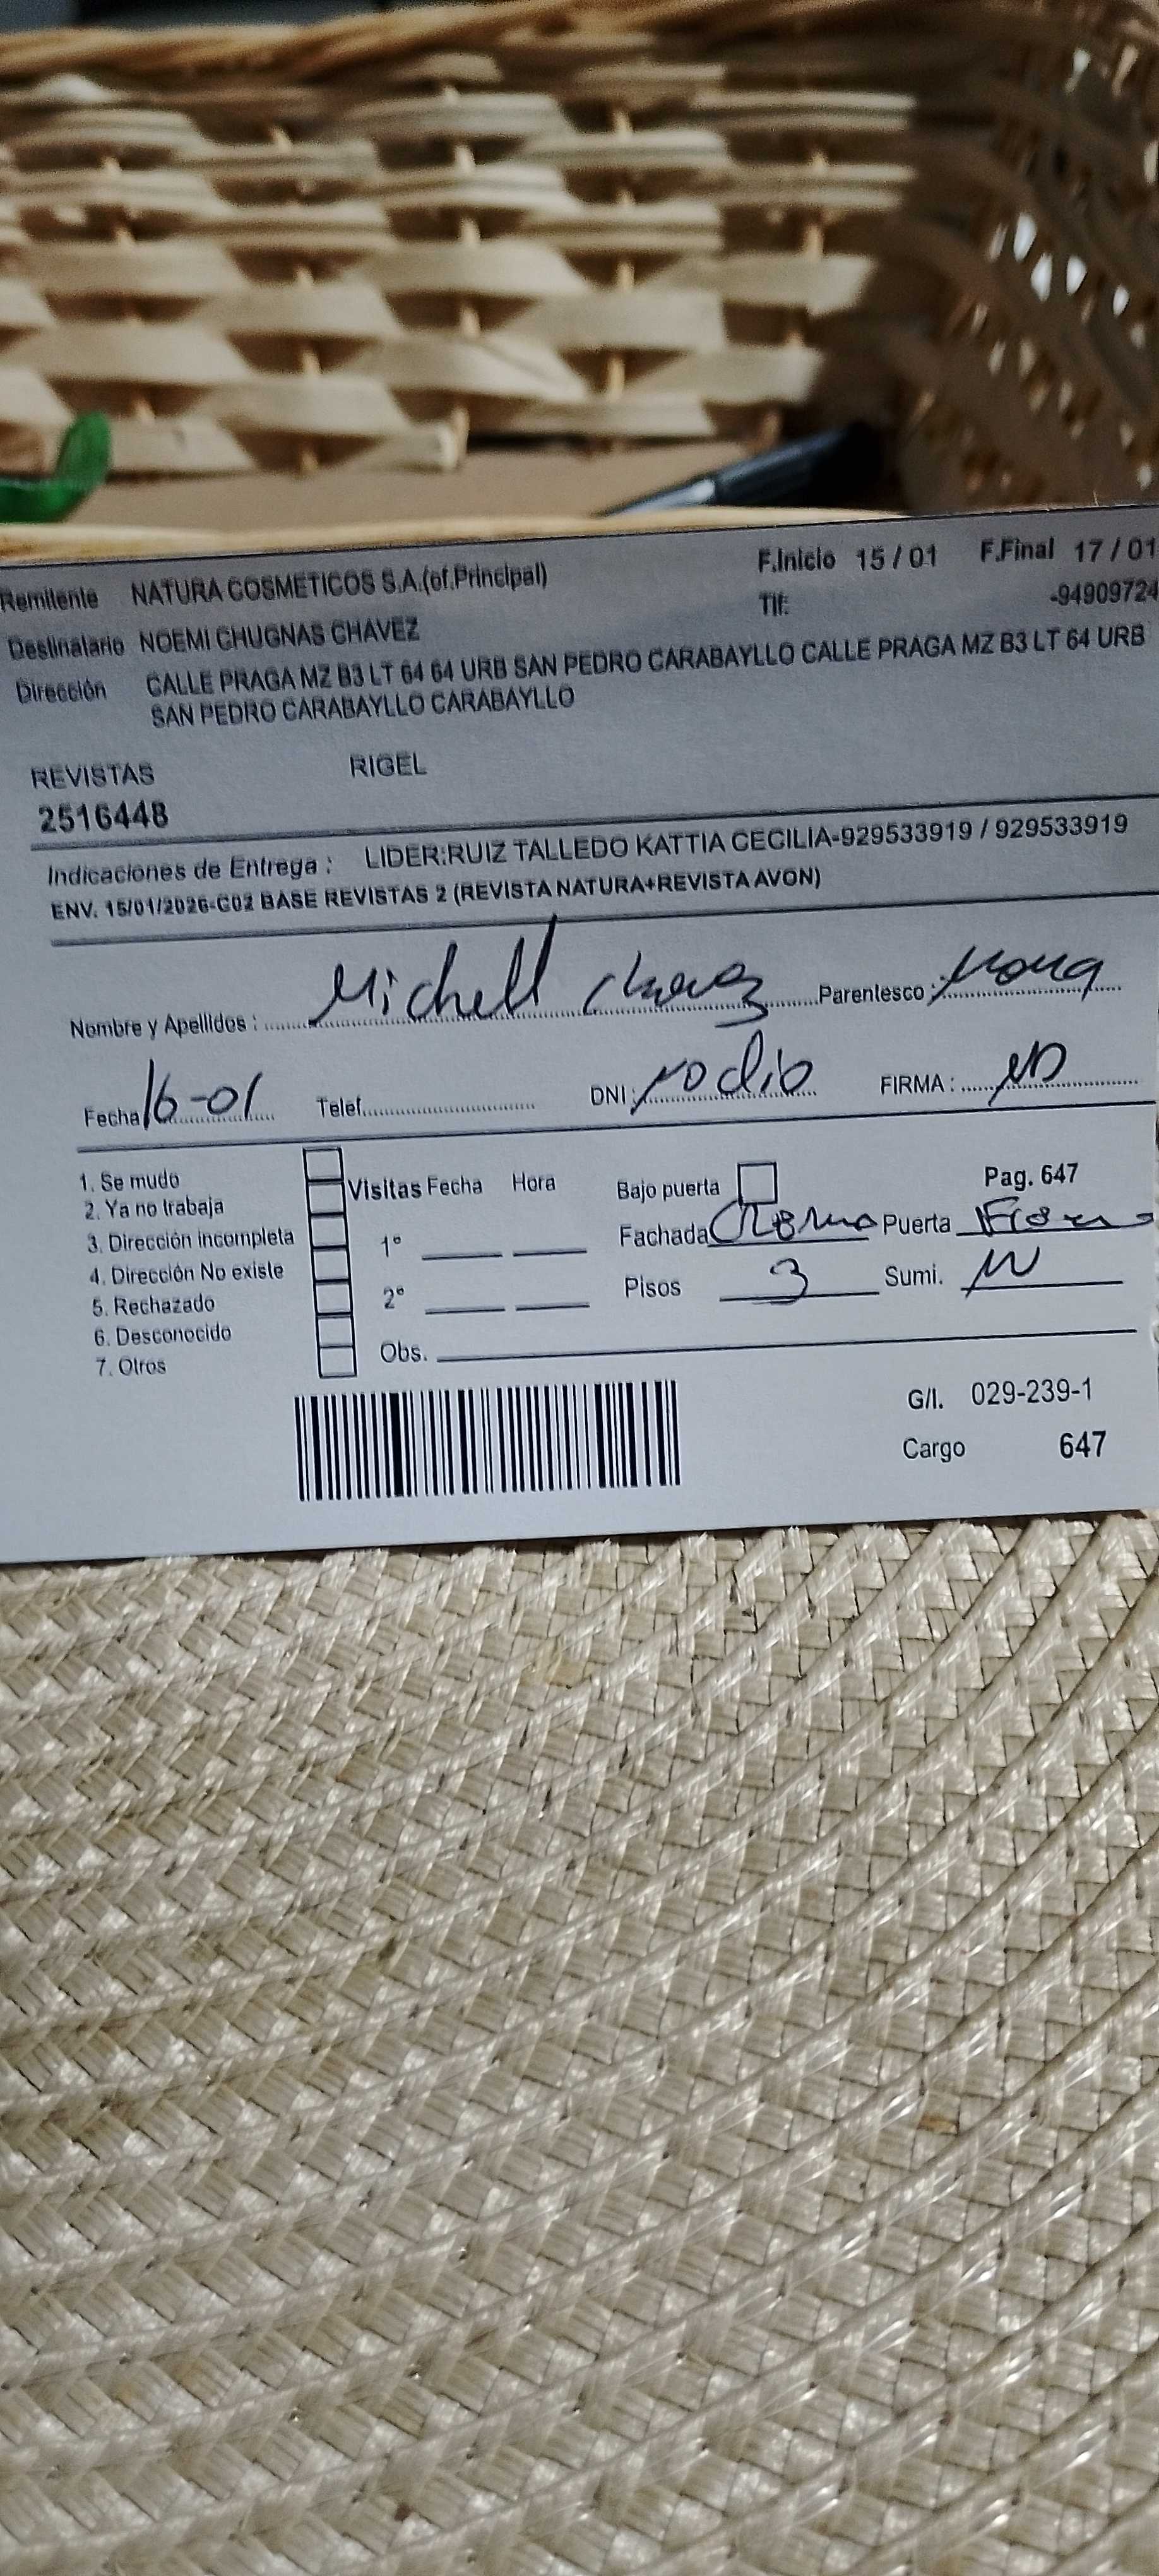 Remitente NATURA COSMETICOS S.A.(of.Principal) F.Inicio 15 / 01 F.Final 17 / 01
Tlf: -94909724
Destinatario NOEMI CHUGNAS CHAVEZ
Dirección CALLE PRAGA MZ B3 LT 64 64 URB SAN PEDRO CARABAYLLO CALLE PRAGA MZ B3 LT 64 URB
SAN PEDRO CARABAYLLO CARABAYLLO
REVISTAS RIGEL
2516448
Indicaciones de Entrega : LIDER:RUIZ TALLEDO KATTIA CECILIA-929533919 / 929533919
ENV. 15/01/2026-C02 BASE REVISTAS 2 (REVISTA NATURA+REVISTA AVON)
Nombre y Apellidos : Michell Chavez Parentesco :
Fecha 16-01 Telef. DNI : no dio FIRMA :
1. Se mudo
2. Ya no trabaja
3. Dirección incompleta
4. Dirección No existe
5. Rechazado
6. Desconocido
7. Otros
Visitas Fecha Hora
1°
2°
Obs.
Bajo puerta Pag. 647
Fachada Puerta
Pisos 3 Sumi.
G/I. 029-239-1
Cargo 647